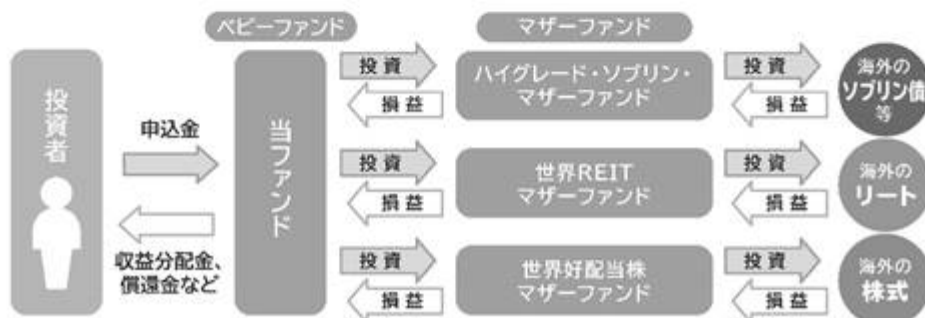 ベビーファンド
マザーファンド
投資者
申込金
収益分配金、
償還金など
当ファンド
投資
損益
ハイグレード・ソブリン・
マザーファンド
投資
損益
海外の
ソブリン債
等
投資
損益
世界REIT
マザーファンド
投資
損益
海外の
リート
投資
損益
世界好配当株
マザーファンド
投資
損益
海外の
株式